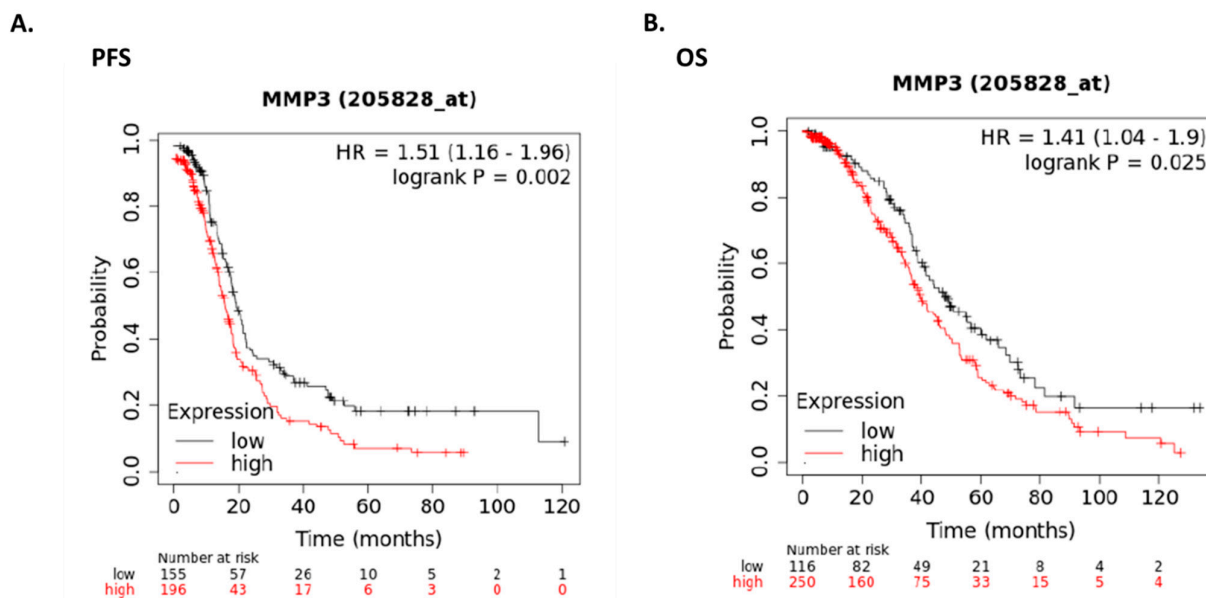 A.
PFS
MMP3 (205828_at)
HR = 1.51 (1.16 - 1.96)
logrank P = 0.002
Probability
1.0
0.8
0.6
0.4
0.2
0.0
Expression
low
high
0 20 40 60 80 100 120
Time (months)
Number at risk
low 155 57 26 10 5 2 1
high 196 43 17 6 3 0 0
B.
OS
MMP3 (205828_at)
HR = 1.41 (1.04 - 1.9)
logrank P = 0.025
Probability
1.0
0.8
0.6
0.4
0.2
0.0
Expression
low
high
0 20 40 60 80 100 120
Time (months)
Number at risk
low 116 82 49 21 8 4 2
high 250 160 75 33 15 5 4